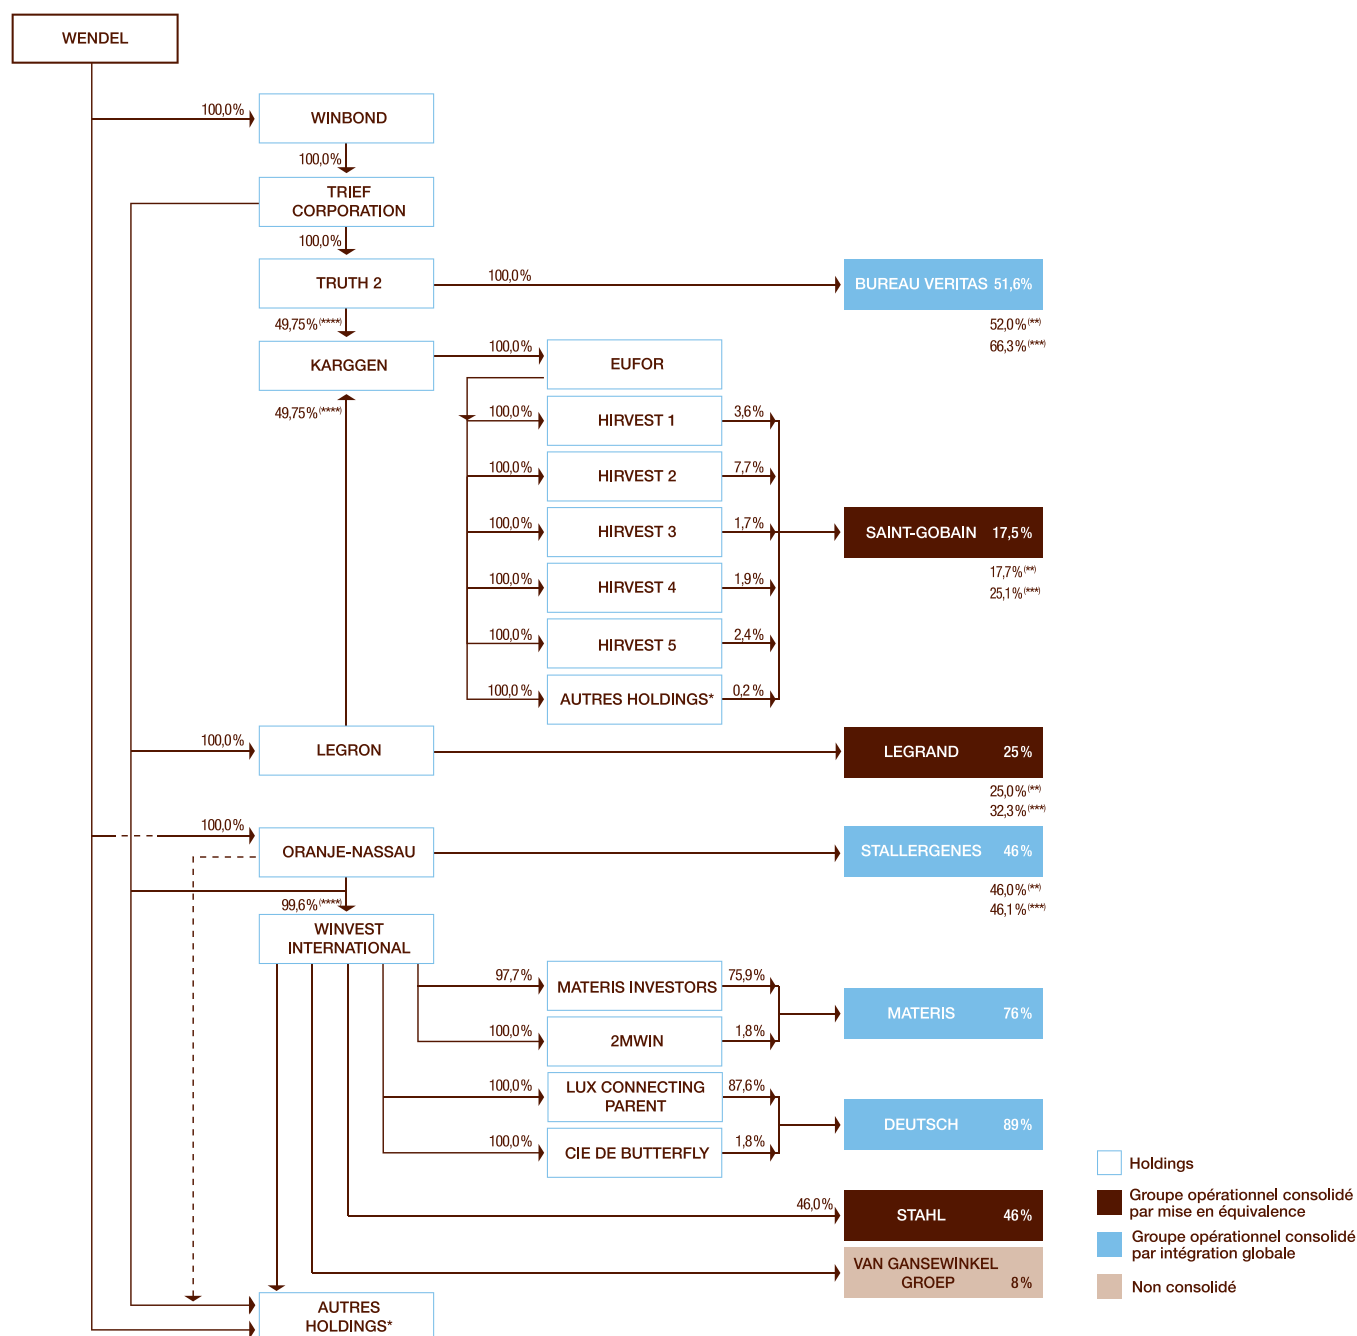 WENDEL
100,0%
WINBOND
100,0%
TRIEF
CORPORATION
100,0%
TRUTH 2
100,0%
BUREAU VERITAS 51,6%
52,0%(**)
66,3%(***)
49,75%(****)
KARGGEN
49,75%(****)
100,0%
EUFOR
100,0%
HIRVEST 1
3,6%
100,0%
HIRVEST 2
7,7%
100,0%
HIRVEST 3
1,7%
SAINT-GOBAIN 17,5%
17,7%(**)
25,1%(***)
100,0%
HIRVEST 4
1,9%
100,0%
HIRVEST 5
2,4%
100,0%
AUTRES HOLDINGS*
0,2%
100,0%
LEGRON
LEGRAND 25%
25,0%(**)
32,3%(***)
100,0%
ORANJE-NASSAU
STALLERGENES 46%
46,0%(**)
46,1%(***)
99,6%(****)
WINVEST
INTERNATIONAL
97,7%
MATERIS INVESTORS
75,9%
MATERIS 76%
100,0%
2MWIN
1,8%
100,0%
LUX CONNECTING
PARENT
87,6%
DEUTSCH 89%
100,0%
CIE DE BUTTERFLY
1,8%
46,0%
STAHL 46%
VAN GANSEWINKEL
GROEP 8%
AUTRES
HOLDINGS*
Holdings
Groupe opérationnel consolidé
par mise en équivalence
Groupe opérationnel consolidé
par intégration globale
Non consolidé